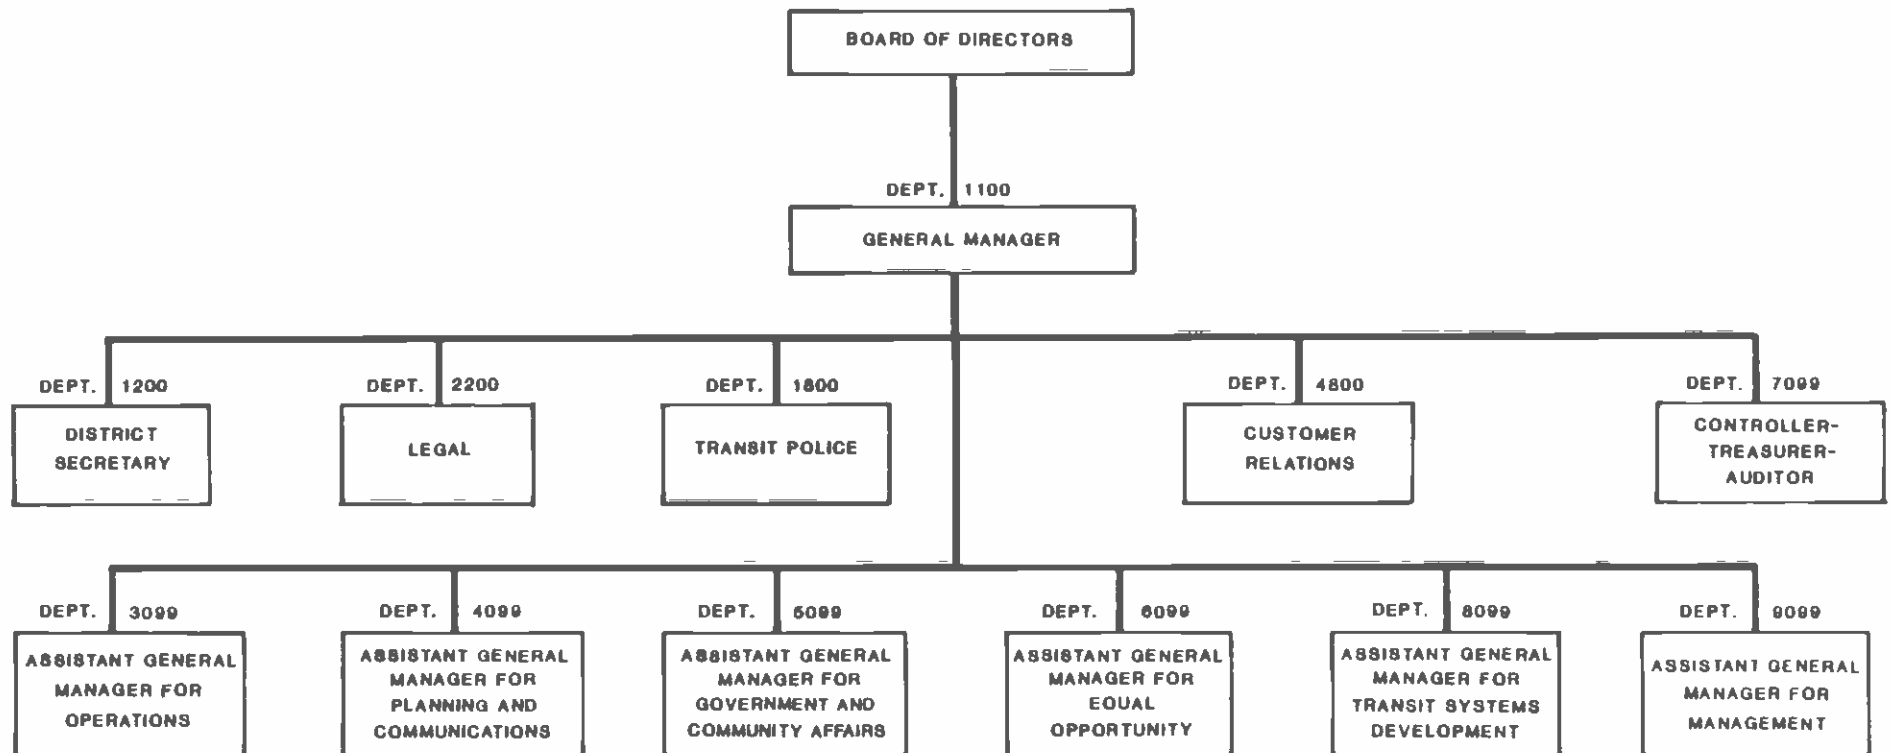 BOARD OF DIRECTORS
DEPT. 1100
GENERAL MANAGER
DEPT. 1200
DISTRICT
SECRETARY
DEPT. 2200
LEGAL
DEPT. 1800
TRANSIT POLICE
DEPT. 4800
CUSTOMER
RELATIONS
DEPT. 7099
CONTROLLER-
TREASURER-
AUDITOR
DEPT. 3099
ASSISTANT GENERAL
MANAGER FOR
OPERATIONS
DEPT. 4099
ASSISTANT GENERAL
MANAGER FOR
PLANNING AND
COMMUNICATIONS
DEPT. 5099
ASSISTANT GENERAL
MANAGER FOR
GOVERNMENT AND
COMMUNITY AFFAIRS
DEPT. 6099
ASSISTANT GENERAL
MANAGER FOR
EQUAL
OPPORTUNITY
DEPT. 8099
ASSISTANT GENERAL
MANAGER FOR
TRANSIT SYSTEMS
DEVELOPMENT
DEPT. 9099
ASSISTANT GENERAL
MANAGER FOR
MANAGEMENT